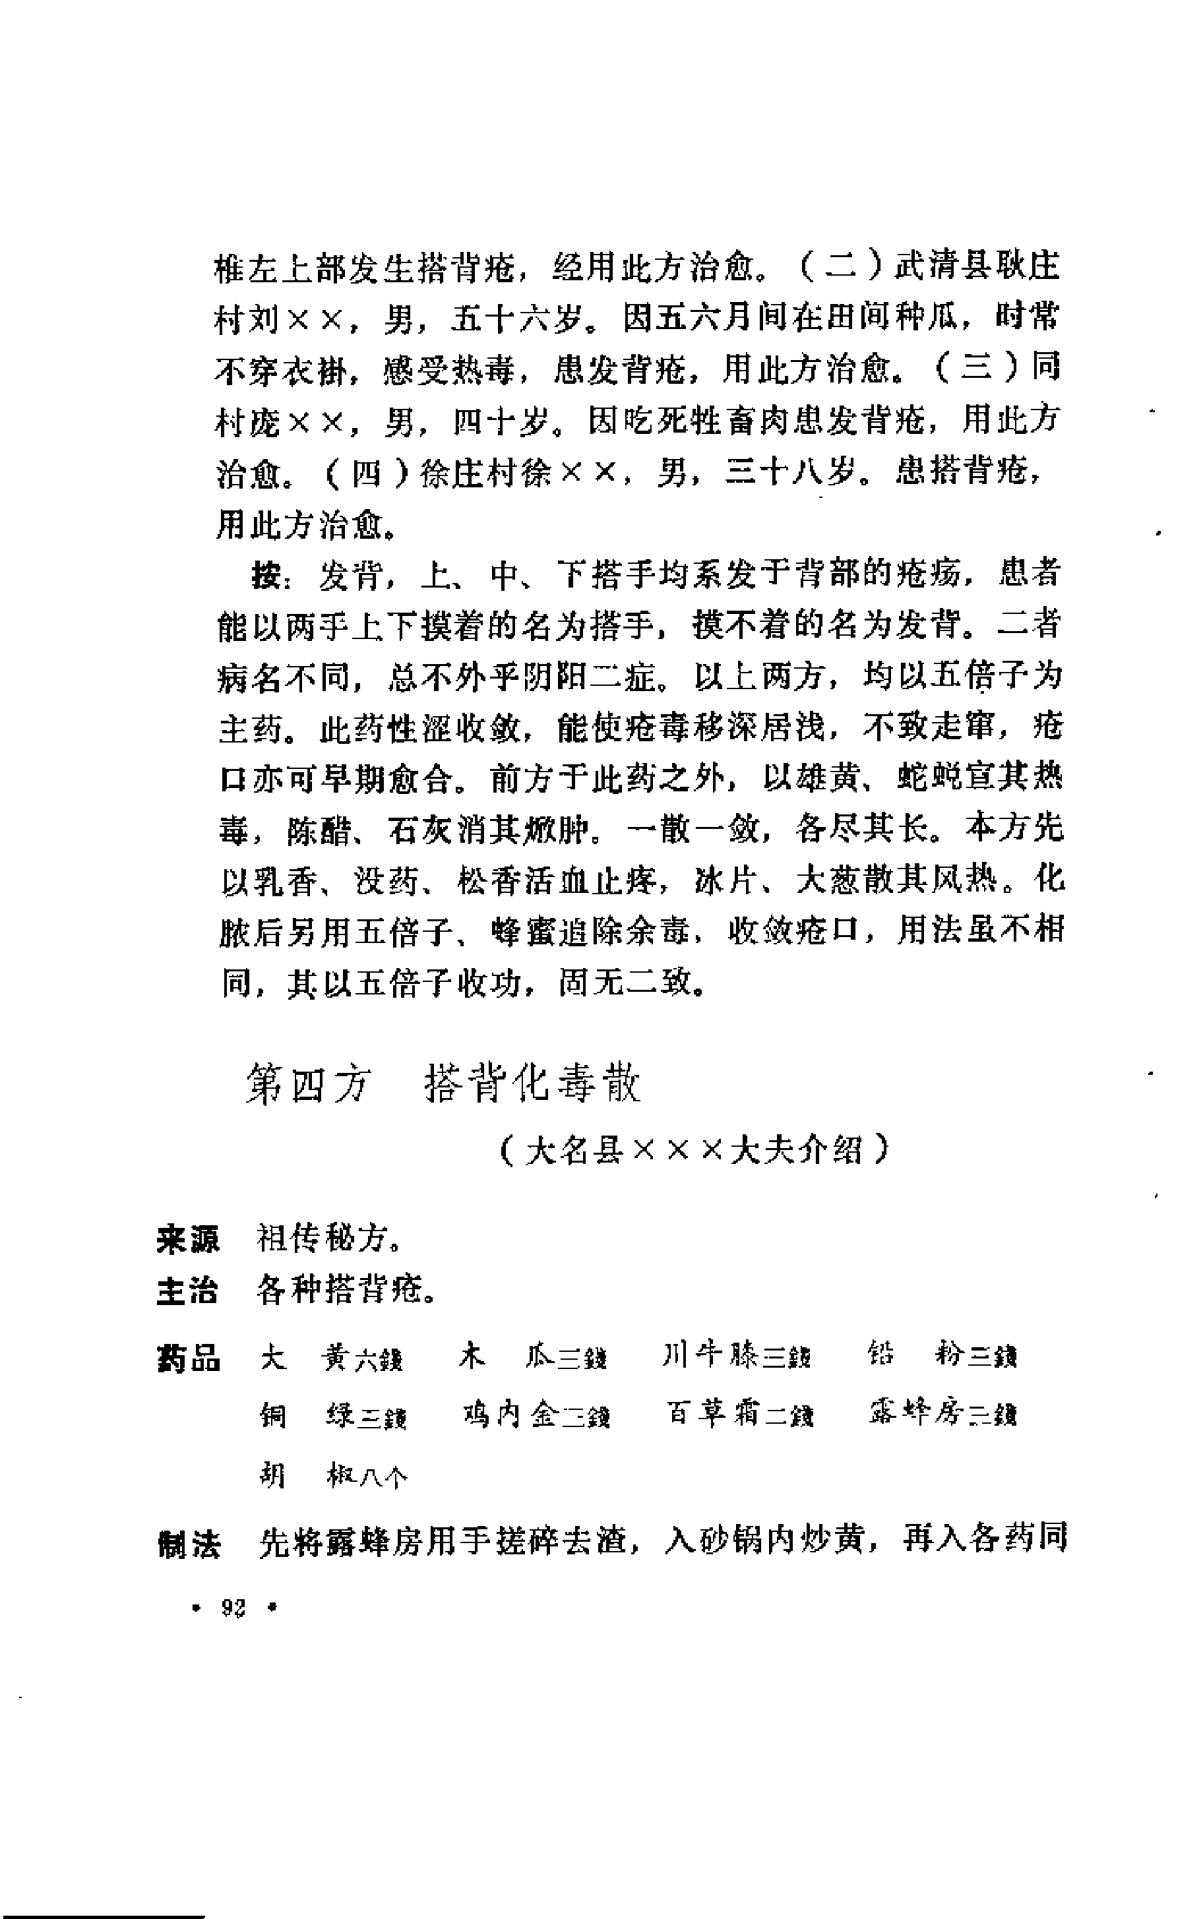 椎左上部发生搭背疮，经用此方治愈。（二）武清县耿庄
村刘××，男，五十六岁。因五六月间在田间种瓜，时常
不穿衣褂，感受热毒，患发背疮，用此方治愈。（三）同
村庞××，男，四十岁。因吃死牲畜肉患发背疮，用此方
治愈。（四）徐庄村徐××，男，三十八岁。患搭背疮，
用此方治愈。
按：发背，上、中、下搭手均系发于背部的疮疡，患者
能以两手上下摸着的名为搭手，摸不着的名为发背。二者
病名不同，总不外乎阴阳二症。以上两方，均以五倍子为
主药。此药性涩收敛，能使疮毒移深居浅，不致走窜，疮
口亦可早期愈合。前方于此药之外，以雄黄、蛇蜕宣其热
毒，陈醋、石灰消其焮肿。一散一敛，各尽其长。本方先
以乳香、没药、松香活血止疼，冰片、大葱散其风热。化
脓后另用五倍子、蜂蜜追除余毒，收敛疮口，用法虽不相
同，其以五倍子收功，固无二致。
第四方 搭背化毒散
（大名县×××大夫介绍）
来源 祖传秘方。
主治 各种搭背疮。
药品 大 黄六錢 木 瓜三錢 川牛膝三錢 铅 粉三錢
铜 绿三錢 鸡内金二錢 百草霜二錢 露蜂房三錢
胡 椒八个
制法 先将露蜂房用手搓碎去渣，入砂锅内炒黄，再入各药同
• 92 •